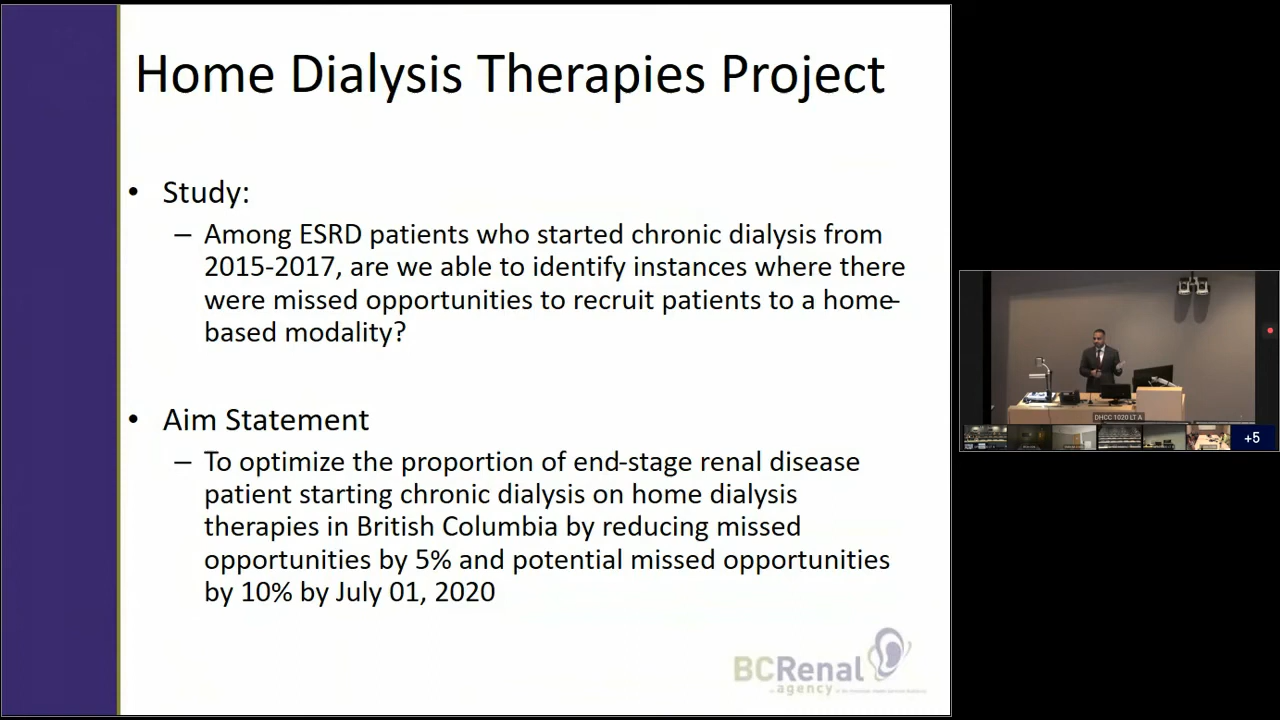 Home Dialysis Therapies Project
• Study:
– Among ESRD patients who started chronic dialysis from
2015-2017, are we able to identify instances where there
were missed opportunities to recruit patients to a home-
based modality?
• Aim Statement
– To optimize the proportion of end-stage renal disease
patient starting chronic dialysis on home dialysis
therapies in British Columbia by reducing missed
opportunities by 5% and potential missed opportunities
by 10% by July 01, 2020
BCRenal
agency
DHCC 1020 LT A
+5